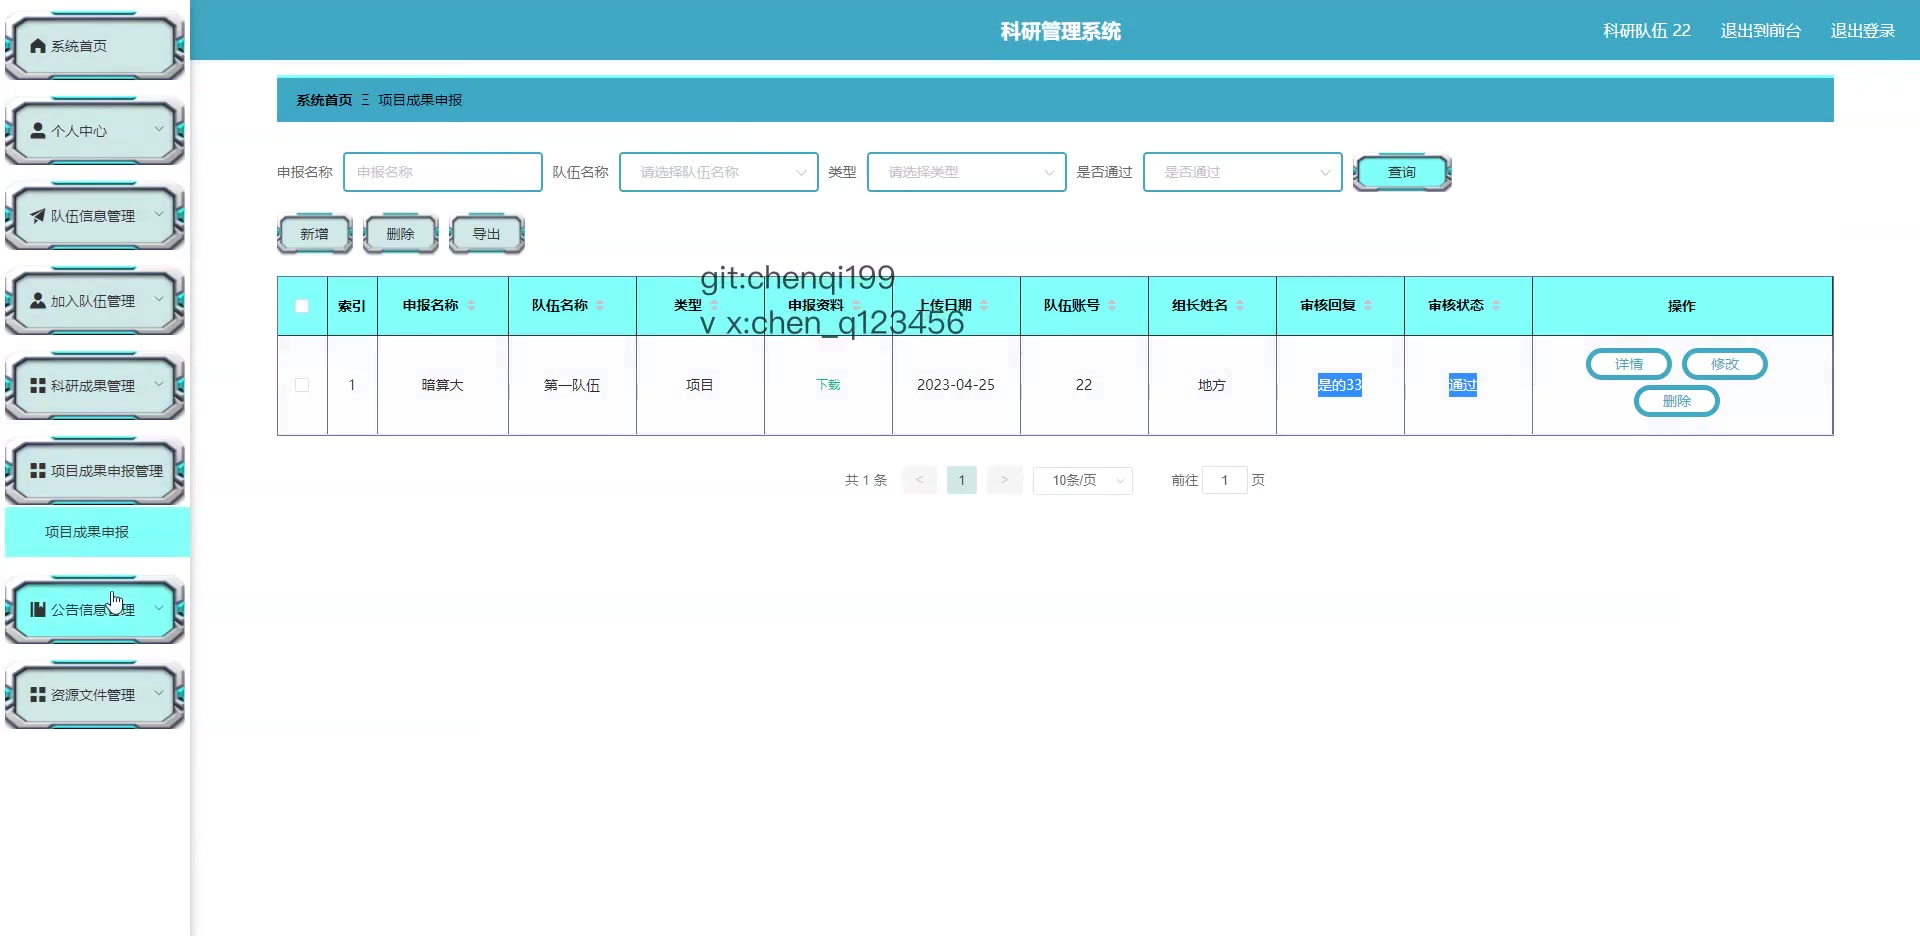 系统首页
个人中心
队伍信息管理
加入队伍管理
科研成果管理
项目成果申报管理
项目成果申报
公告信息管理
资源文件管理
科研管理系统
科研队伍 22 退出到前台 退出登录
系统首页 Ξ 项目成果申报
申报名称 申报名称 队伍名称 请选择队伍名称 类型 请选择类型 是否通过 是否通过 查询
新增 删除 导出
git:chenqi199
v x:chen_q123456
索引 申报名称 队伍名称 类型 申报资料 上传日期 队伍账号 组长姓名 审核回复 审核状态 操作
1 暗算大 第一队伍 项目 下载 2023-04-25 22 地方 是的33 通过 详情 修改
删除
共 1 条 < 1 > 10条/页 前往 1 页